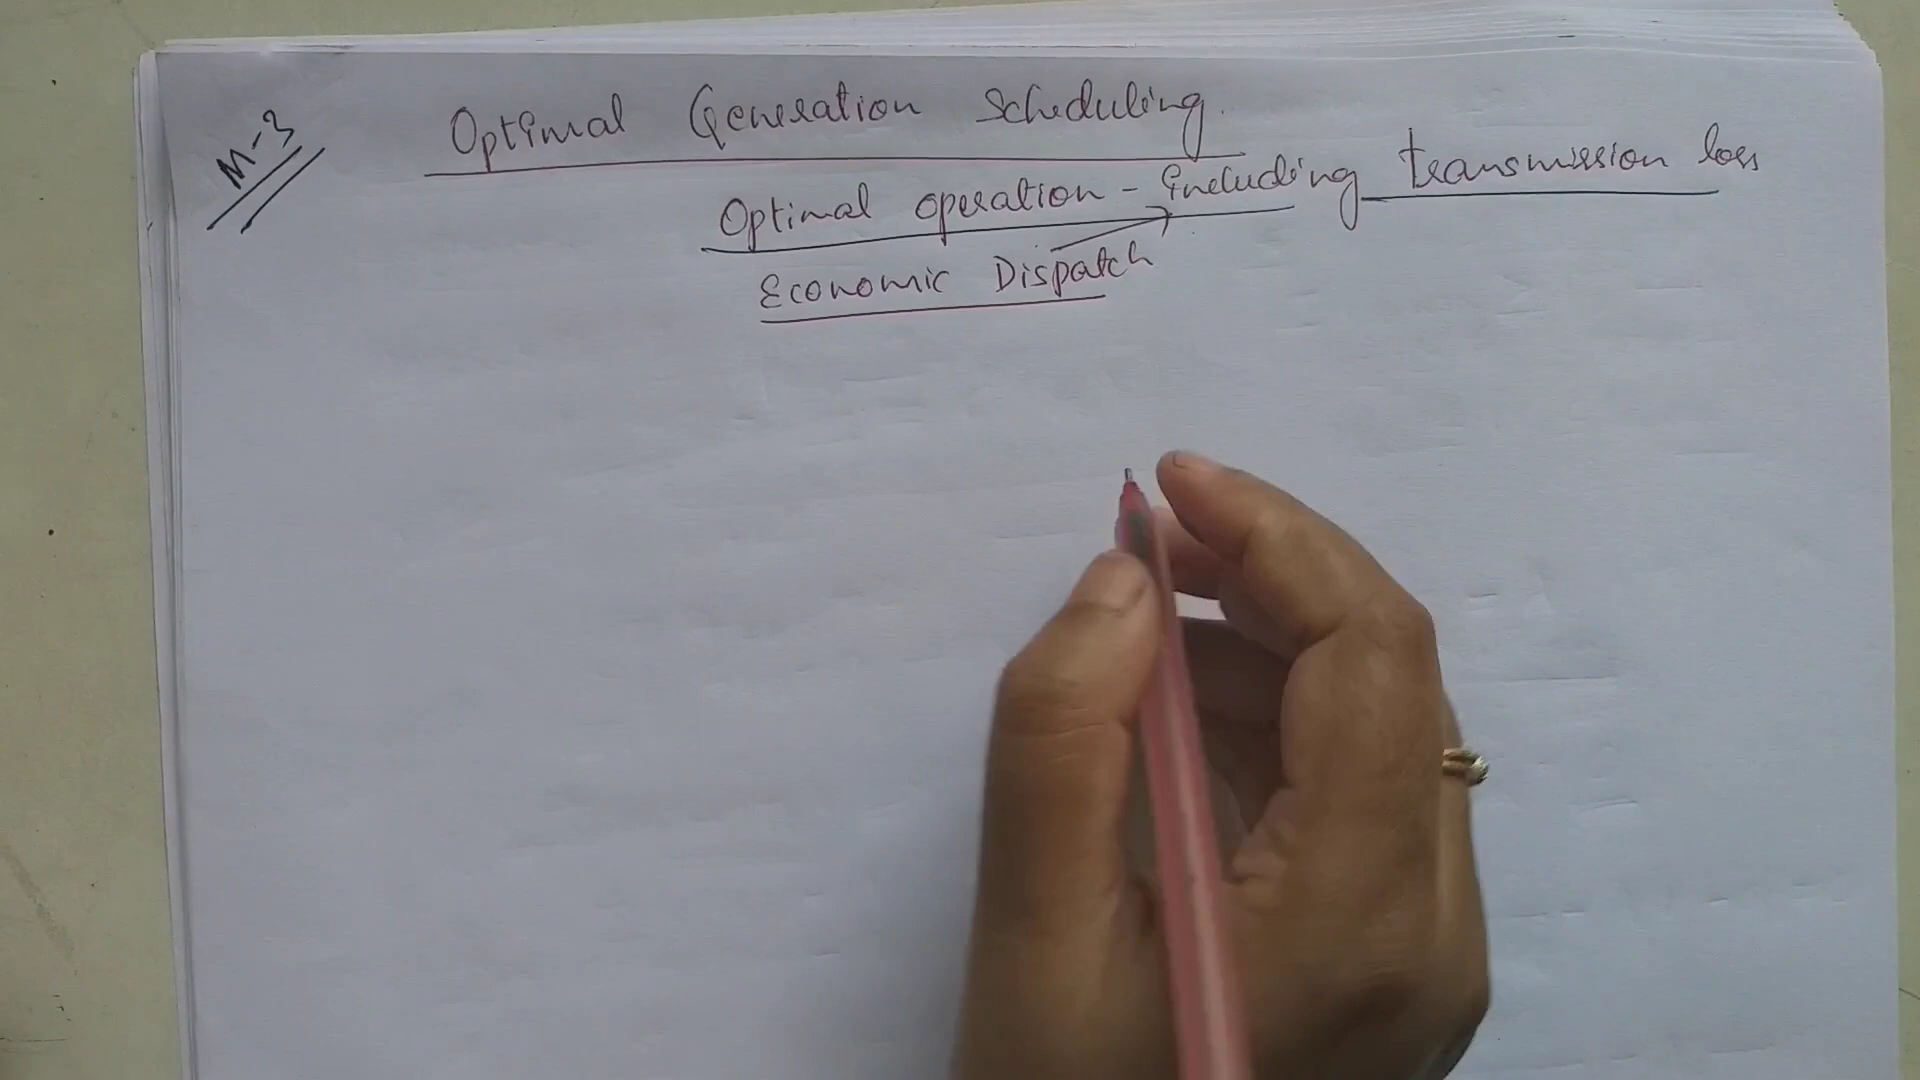 M-3
Optimal Generation Scheduling.
Optimal operation - including transmission loss
Economic Dispatch